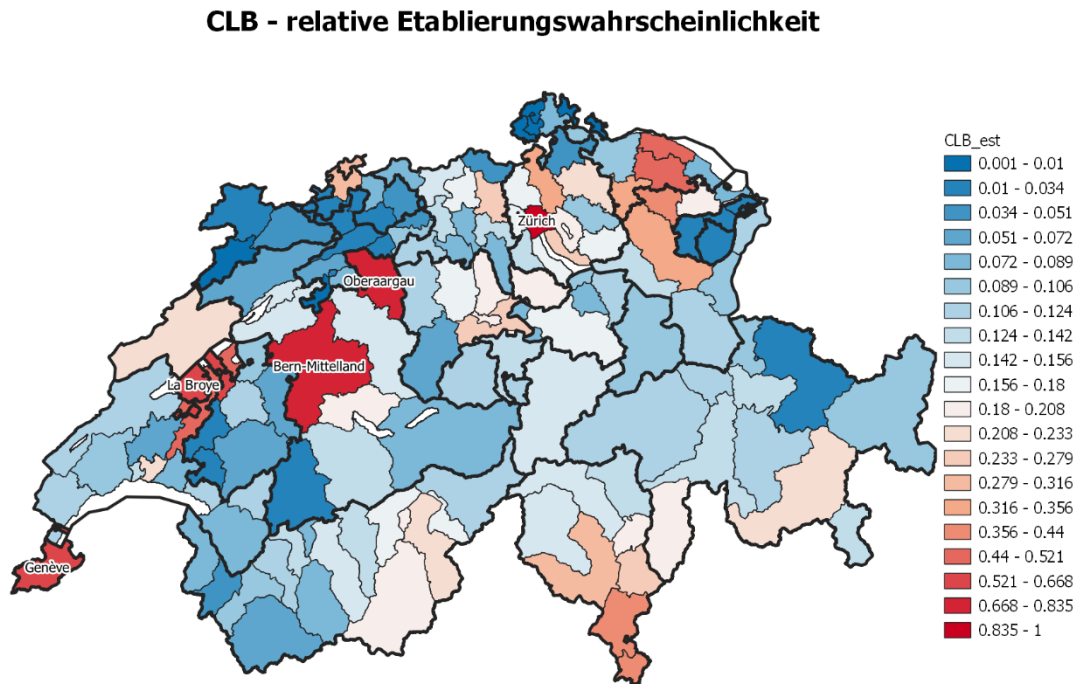 CLB - relative Etablierungswahrscheinlichkeit
CLB_est
0.001 - 0.01
0.01 - 0.034
0.034 - 0.051
0.051 - 0.072
0.072 - 0.089
0.089 - 0.106
0.106 - 0.124
0.124 - 0.142
0.142 - 0.156
0.156 - 0.18
0.18 - 0.208
0.208 - 0.233
0.233 - 0.279
0.279 - 0.316
0.316 - 0.356
0.356 - 0.44
0.44 - 0.521
0.521 - 0.668
0.668 - 0.835
0.835 - 1
Zürich
Oberaargau
Bern-Mittelland
La Broye
Genève